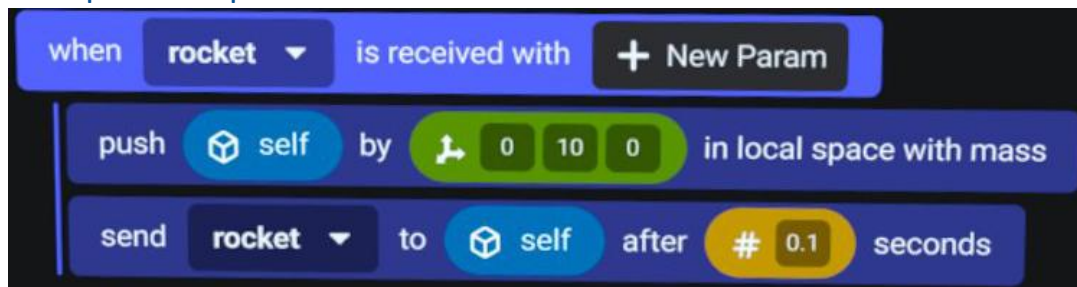 when rocket is received with + New Param
push self by 0 10 0 in local space with mass
send rocket to self after # 0.1 seconds